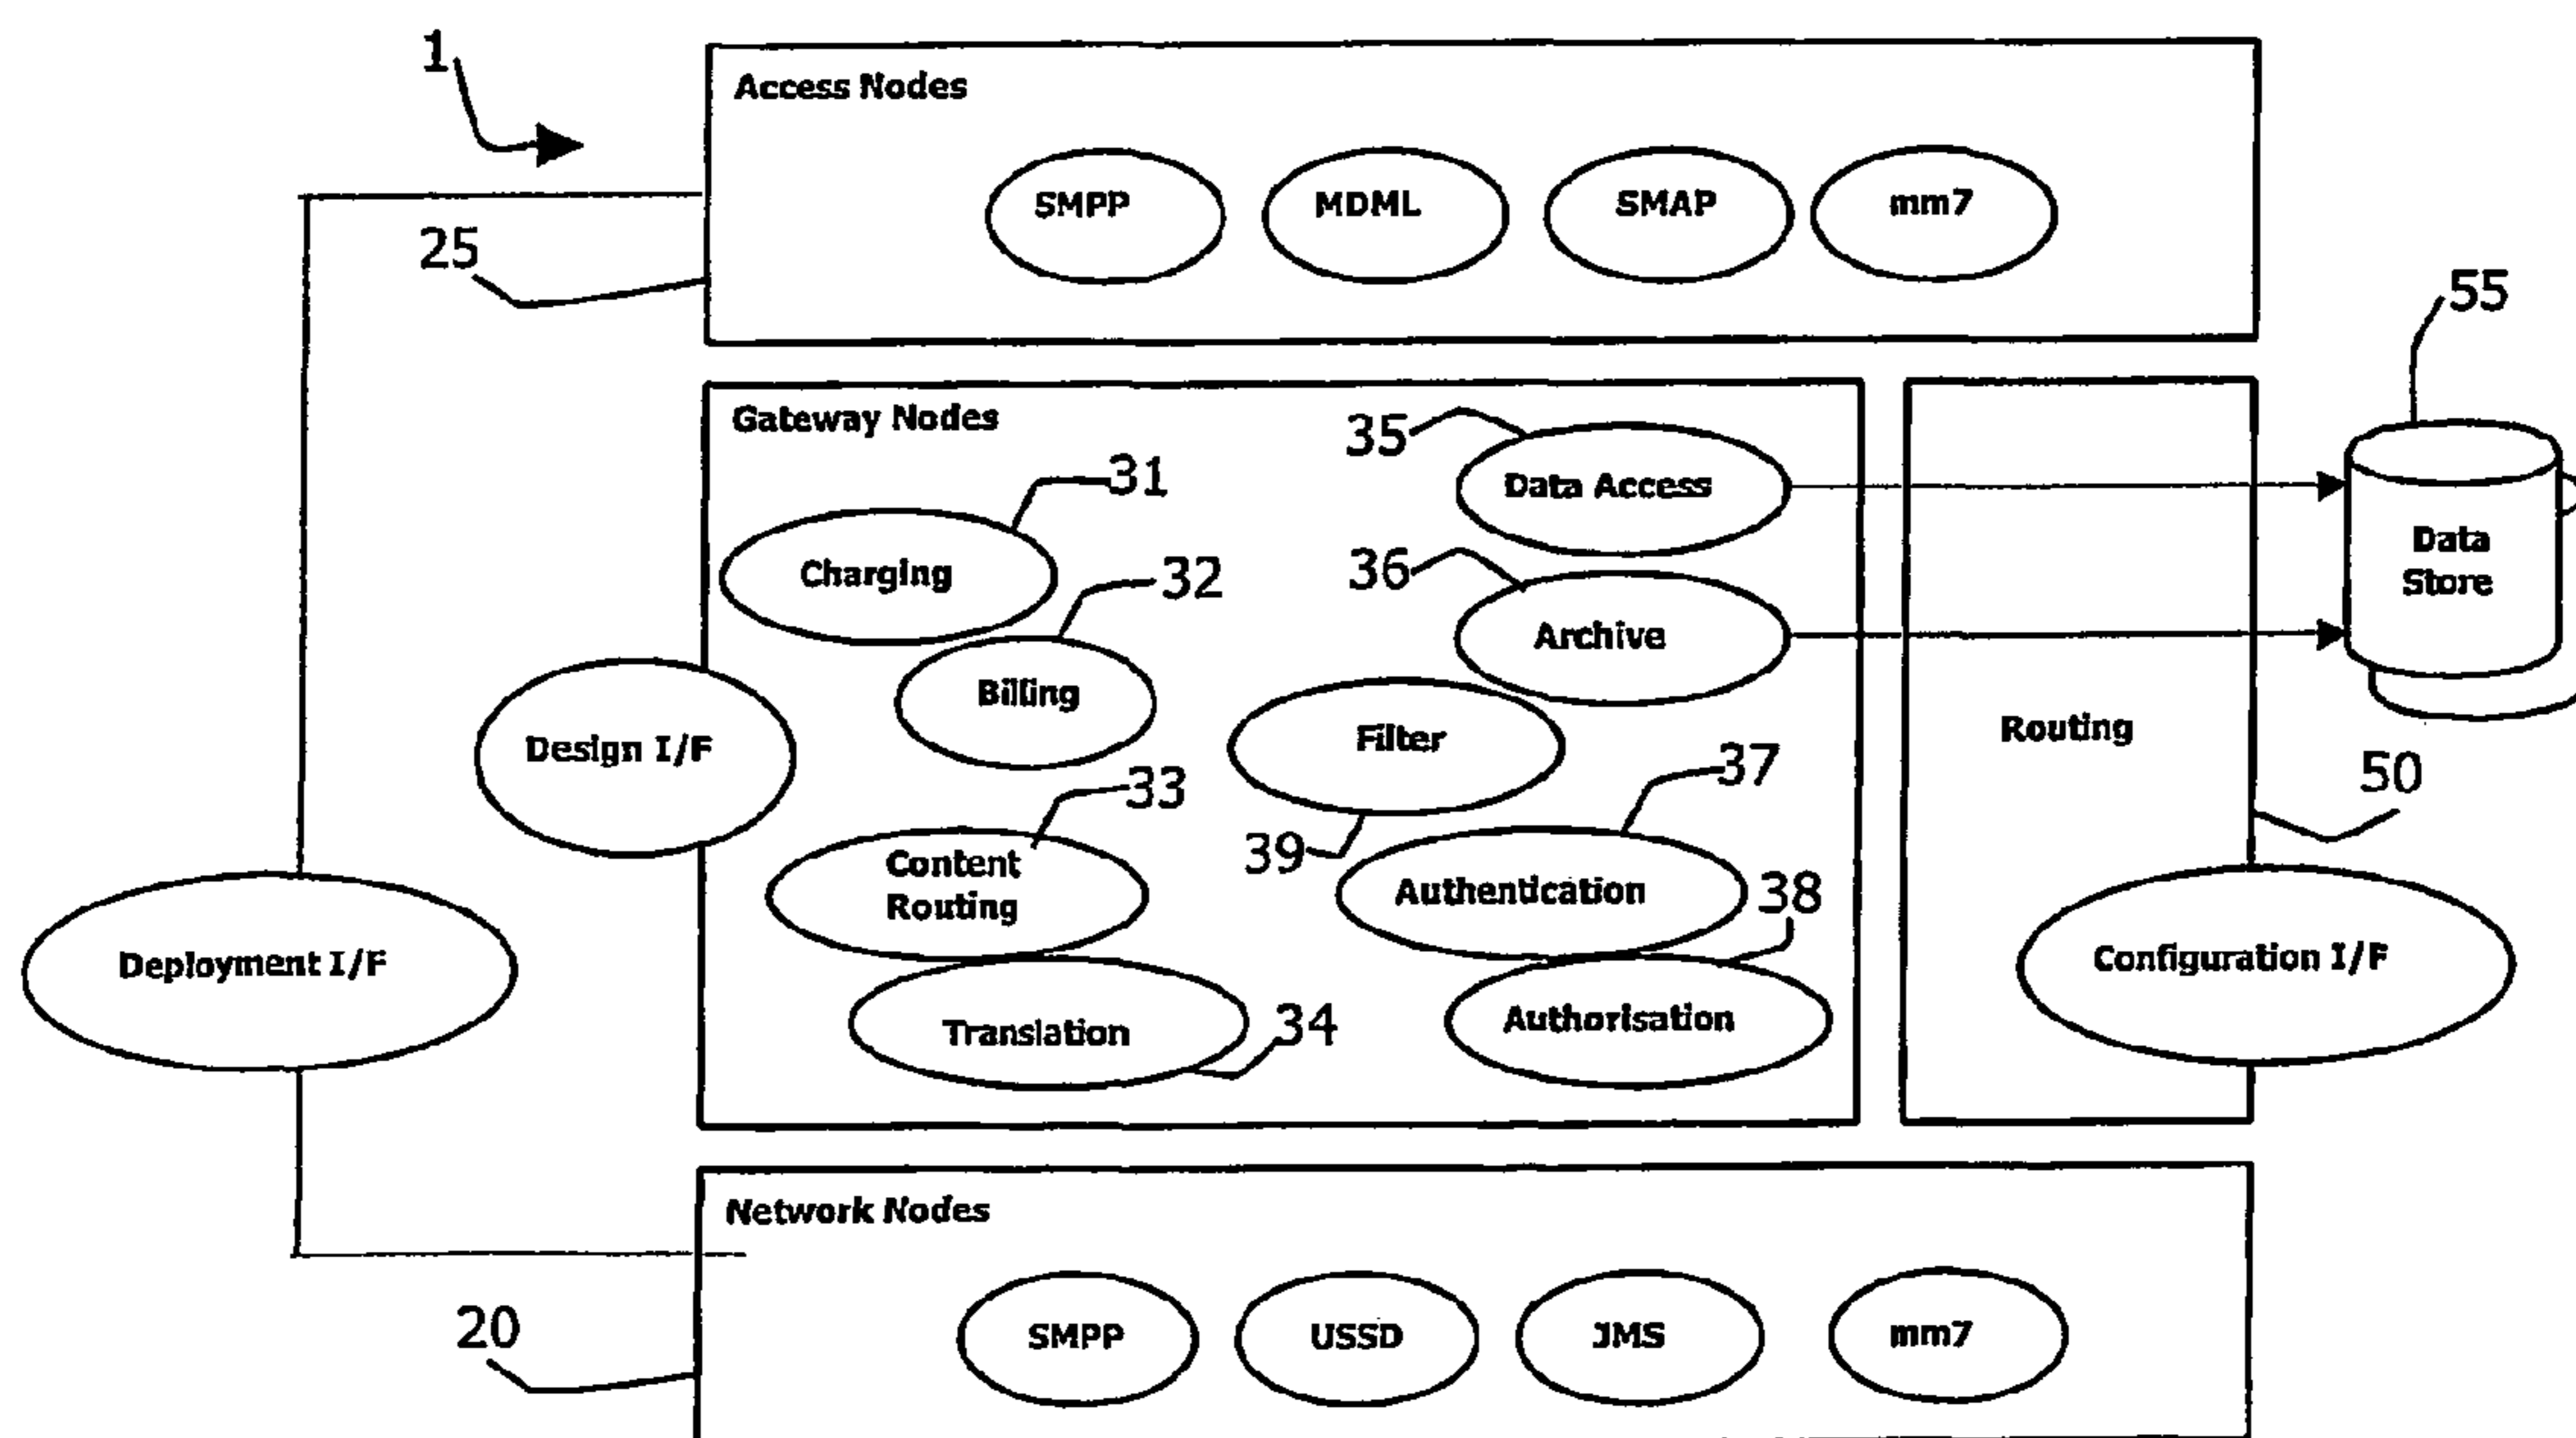 1
Access Nodes
SMPP
MDML
SMAP
mm7
25
55
Gateway Nodes
35
Data Access
31
Charging
36
Archive
32
Billing
Data
Store
Filter
Routing
Design I/F
37
50
33
39
Content
Routing
Authentication
38
Deployment I/F
Configuration I/F
Translation
34
Authorisation
Network Nodes
20
SMPP
USSD
JMS
mm7